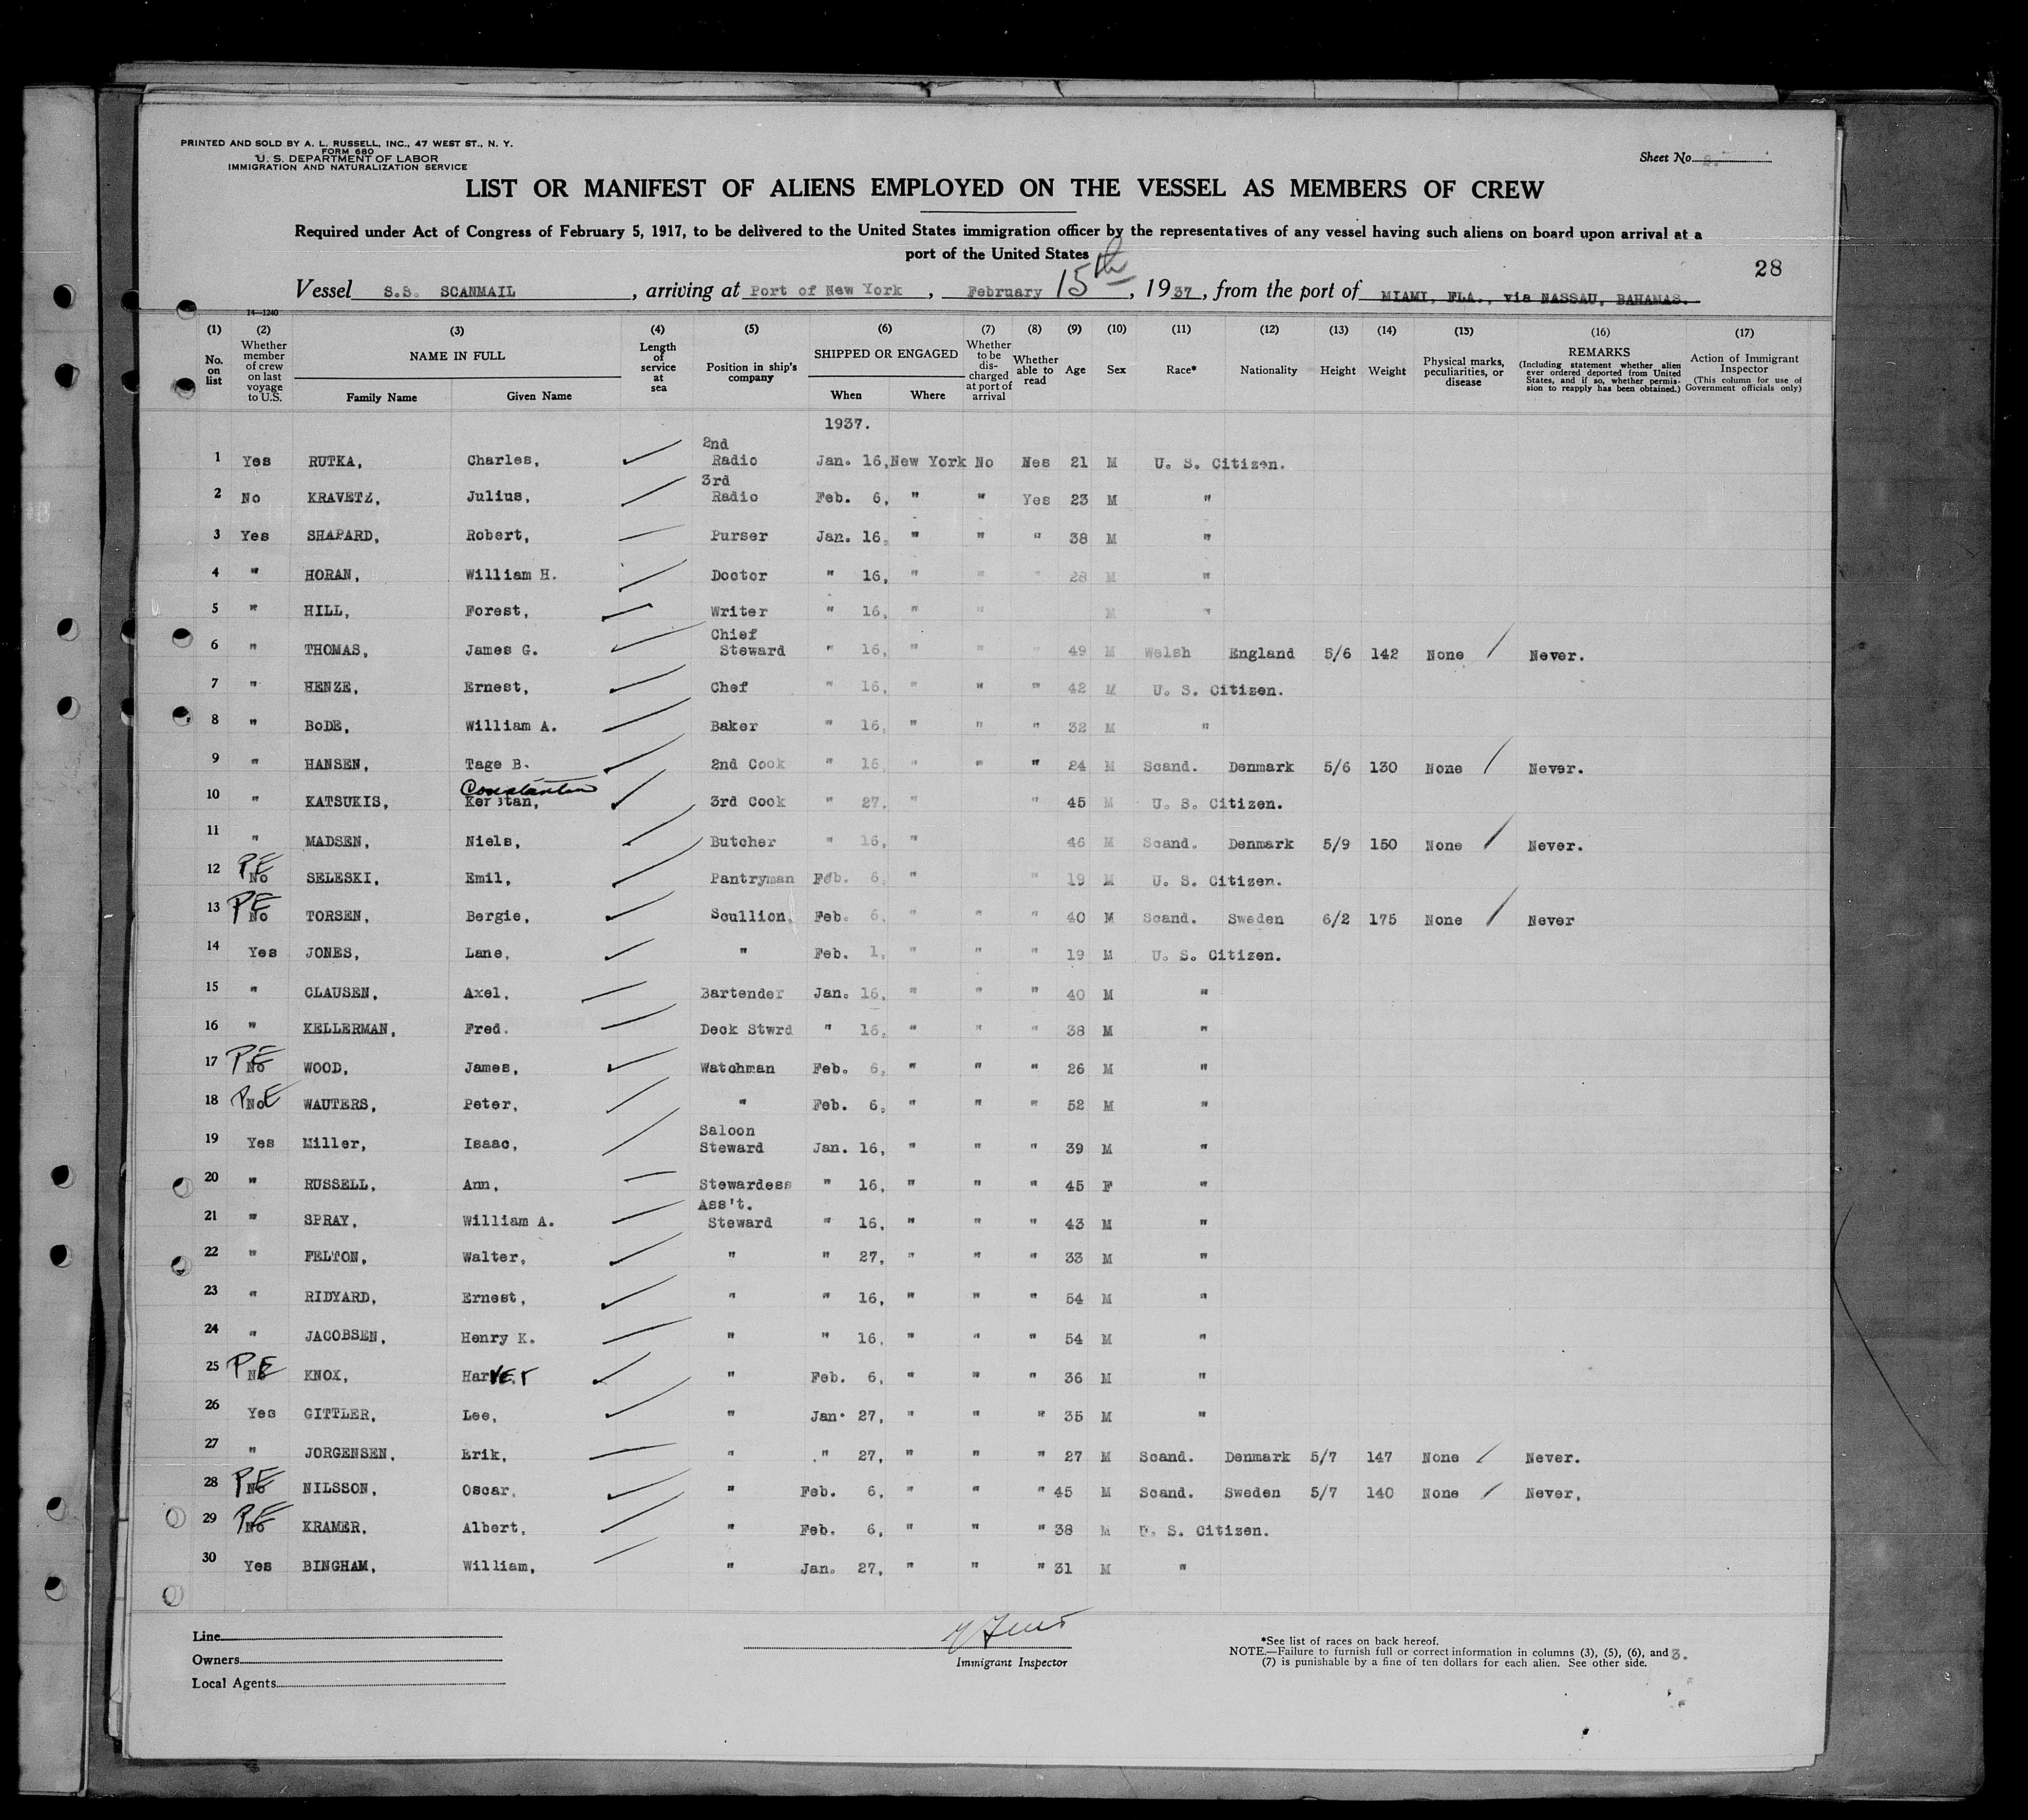 PRINTED AND SOLD BY A. L. RUSSELL, INC., 47 WEST ST., N. Y.
FORM 680
U. S. DEPARTMENT OF LABOR
IMMIGRATION AND NATURALIZATION SERVICE
Sheet No.
LIST OR MANIFEST OF ALIENS EMPLOYED ON THE VESSEL AS MEMBERS OF CREW
Required under Act of Congress of February 5, 1917, to be delivered to the United States immigration officer by the representatives of any vessel having such aliens on board upon arrival at a
port of the United States
28
Vessel S.S. SCANMAIL, arriving at Port of New York, February 15th, 1937, from the port of MIAMI, FLA., via NASSAU, BAHAMAS.
14—1240
(1) (2) (3) (4) (5) (6) (7) (8) (9) (10) (11) (12) (13) (14) (15) (16) (17)
No. on list
Whether member of crew on last voyage to U.S.
NAME IN FULL
Family Name Given Name
Length of service at sea
Position in ship's company
SHIPPED OR ENGAGED
When Where
Whether to be discharged at port of arrival
Whether able to read
Age
Sex
Race*
Nationality
Height
Weight
Physical marks, peculiarities, or disease
REMARKS
(Including statement whether alien ever ordered deported from United States, and if so, whether permission to reapply has been obtained.)
Action of Immigrant Inspector
(This column for use of Government officials only)
1937.
1 Yes RUTKA, Charles, 2nd Radio Jan. 16, New York No Nes 21 M U. S. Citizen.
2 No KRAVETZ, Julius, 3rd Radio Feb. 6, " " Yes 23 M "
3 Yes SHAPARD, Robert, Purser Jan. 16, " " " 38 M "
4 " HORAN, William H. Doctor " 16, " " " 28 M "
5 " HILL, Forest, Writer " 16, " " M "
6 " THOMAS, James G. Chief Steward " 16, " " " 49 M Welsh England 5/6 142 None / Never.
7 " HENZE, Ernest, Chef " 16, " " " 42 M U. S. Citizen.
8 " BoDE, William A. Baker " 16, " " " 32 M "
9 " HANSEN, Tage B. 2nd Cook " 16, " " " 24 M Scand. Denmark 5/6 130 None / Never.
Constantin
10 " KATSUKIS, 3rd Cook " 27, " " 45 M U. S. Citizen.
11 " MADSEN, Niels, Butcher " 16, " 46 M Scand. Denmark 5/9 150 None / Never.
12 PE No SELESKI, Emil, Pantryman Feb. 6, " " 19 M U. S. Citizen.
13 PE No TORSEN, Bergie, Scullion, Feb. 6, " " " 40 M Scand. Sweden 6/2 175 None / Never
14 Yes JONES, Lane, " Feb. 1, " " " 19 M U. S. Citizen.
15 " CLAUSEN, Axel, Bartender Jan. 16, " " " 40 M "
16 " KELLERMAN, Fred. Deck Stwrd " 16, " " " 38 M "
17 PE No WOOD, James, Watchman Feb. 6, " " " 26 M "
18 PE No WAUTERS, Peter, " Feb. 6, " " " 52 M "
19 Yes Miller, Isaac, Saloon Steward Jan. 16, " " " 39 M "
20 " RUSSELL, Ann, Stewardess " 16, " " " 45 F "
21 " SPRAY, William A. Ass't. Steward " 16, " " " 43 M "
22 " FELTON, Walter, " " 27, " " " 33 M "
23 " RIDYARD, Ernest, " " 16, " " " 54 M "
24 " JACOBSEN, Henry K. " " 16, " " " 54 M "
25 PE No KNOX, HarVEY " Feb. 6, " " " 36 M "
26 Yes GITTLER, Lee, " Jan. 27, " " " 35 M "
27 " JORGENSEN, Erik, " " 27, " " " 27 M Scand. Denmark 5/7 147 None / Never.
28 PE No NILSSON, Oscar, " Feb. 6, " " " 45 M Scand. Sweden 5/7 140 None / Never.
29 PE No KRAMER, Albert, " Feb. 6, " " " 38 M U. S. Citizen.
30 Yes BINGHAM, William, " Jan. 27, " " " 31 M "
Line
Owners
Local Agents
Immigrant Inspector
*See list of races on back hereof.
NOTE.—Failure to furnish full or correct information in columns (3), (5), (6), and
(7) is punishable by a fine of ten dollars for each alien. See other side.
3.